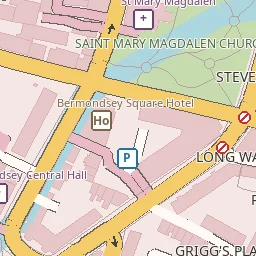 St Mary Magdalen
SAINT MARY MAGDALEN CHURC
STEVE
Bermondsey Square Hotel
Ho
P
LONG WA
dsey Central Hall
GRIGG'S PLA